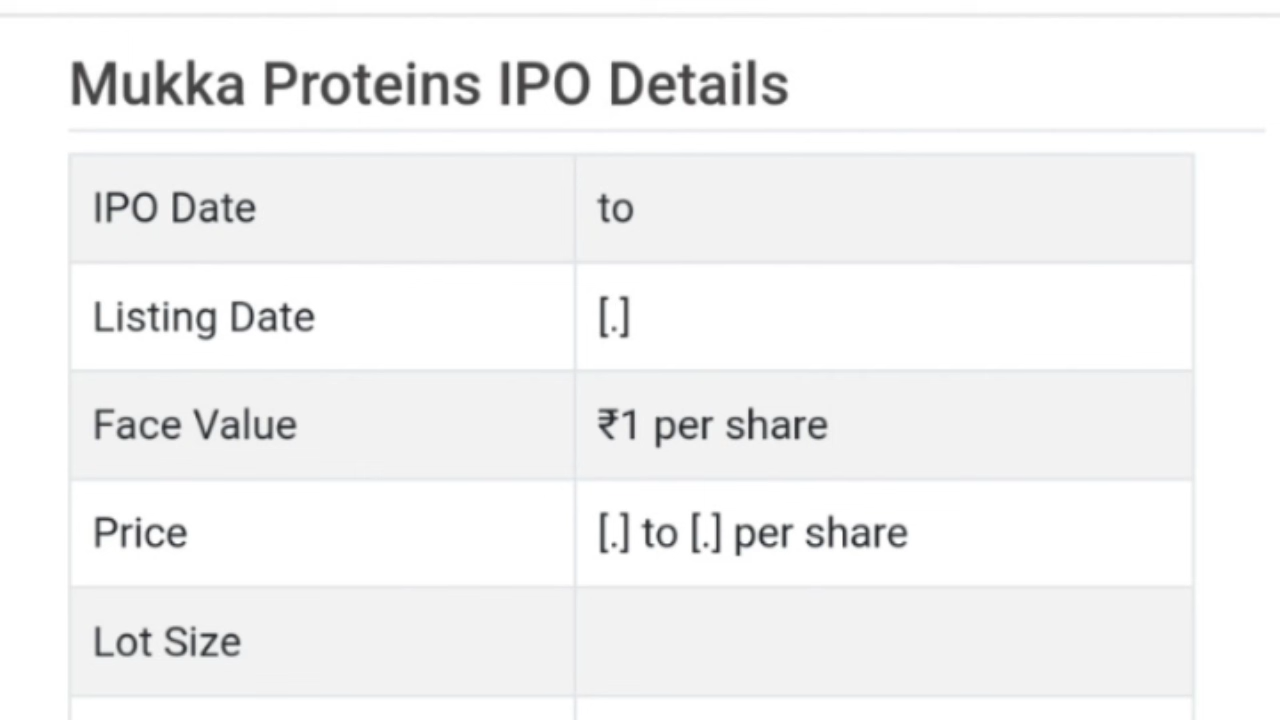 Mukka Proteins IPO Details
IPO Date to
Listing Date [.]
Face Value ₹1 per share
Price [.] to [.] per share
Lot Size